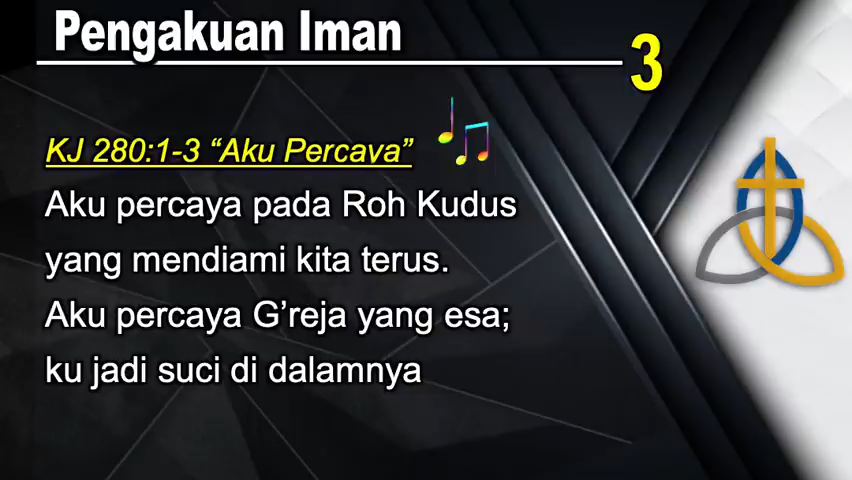 Pengakuan Iman
3
KJ 280:1-3 “Aku Percaya”
Aku percaya pada Roh Kudus
yang mendiami kita terus.
Aku percaya G’reja yang esa;
ku jadi suci di dalamnya